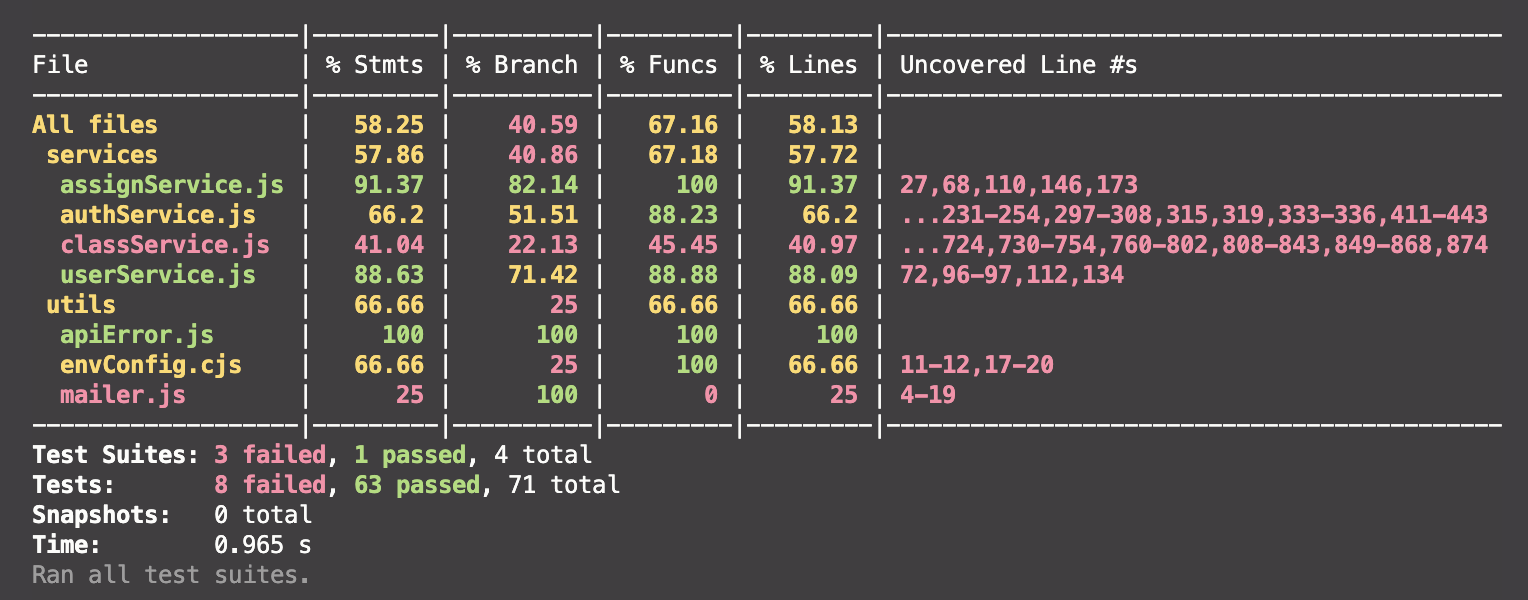 -------------------|---------|----------|---------|---------|--------------------------------------------
File               | % Stmts | % Branch | % Funcs | % Lines | Uncovered Line #s
-------------------|---------|----------|---------|---------|--------------------------------------------
All files          |   58.25 |    40.59 |   67.16 |   58.13 |
 services          |   57.86 |    40.86 |   67.18 |   57.72 |
  assignService.js |   91.37 |    82.14 |     100 |   91.37 | 27,68,110,146,173
  authService.js   |    66.2 |    51.51 |   88.23 |    66.2 | ...231-254,297-308,315,319,333-336,411-443
  classService.js  |   41.04 |    22.13 |   45.45 |   40.97 | ...724,730-754,760-802,808-843,849-868,874
  userService.js   |   88.63 |    71.42 |   88.88 |   88.09 | 72,96-97,112,134
 utils             |   66.66 |       25 |   66.66 |   66.66 |
  apiError.js      |     100 |      100 |     100 |     100 |
  envConfig.cjs    |   66.66 |       25 |     100 |   66.66 | 11-12,17-20
  mailer.js        |      25 |      100 |       0 |      25 | 4-19
-------------------|---------|----------|---------|---------|--------------------------------------------
Test Suites: 3 failed, 1 passed, 4 total
Tests:       8 failed, 63 passed, 71 total
Snapshots:   0 total
Time:        0.965 s
Ran all test suites.